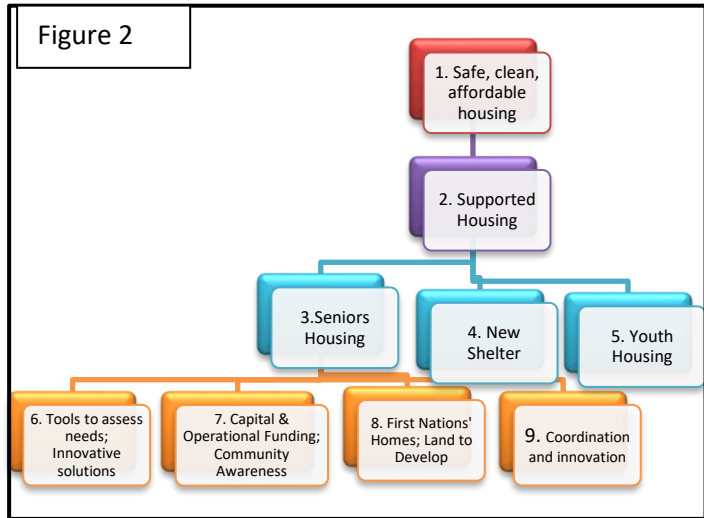 Figure 2
1. Safe, clean,
affordable
housing
2. Supported
Housing
3.Seniors
Housing
4. New
Shelter
5. Youth
Housing
6. Tools to assess
needs;
Innovative
solutions
7. Capital &
Operational Funding;
Community
Awareness
8. First Nations'
Homes; Land to
Develop
9. Coordination
and innovation